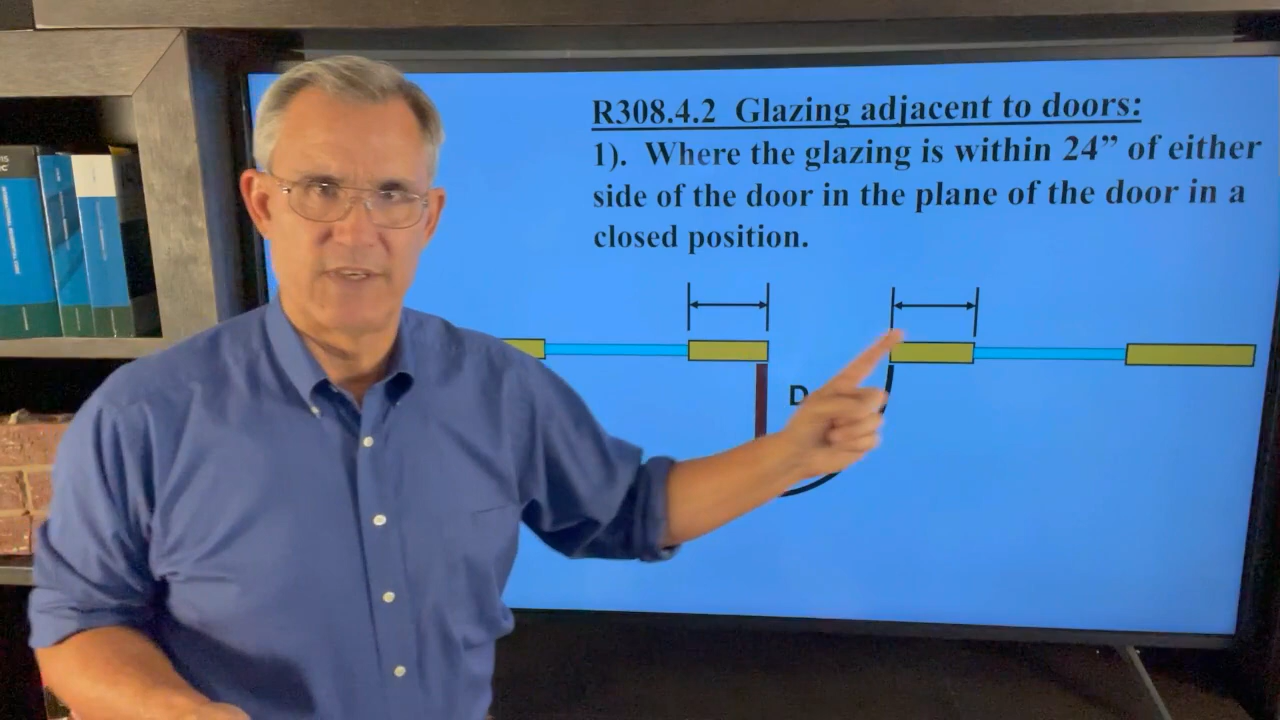 R308.4.2 Glazing adjacent to doors:
1). Where the glazing is within 24” of either
side of the door in the plane of the door in a
closed position.
D